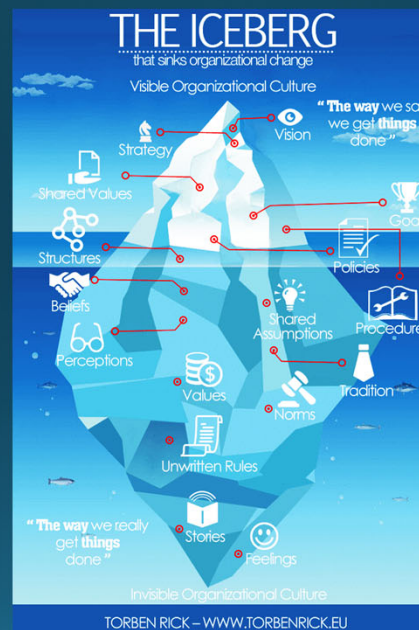 THE ICEBERG
that sinks organizational change
Visible Organizational Culture
Vision
"The way we sa
we get things
done"
Strategy
Shared Values
Goa
Structures
Policies
Beliefs
Shared
Assumptions
Procedure
Perceptions
Tradition
Values
Norms
Unwritten Rules
"The way we really
get things
done"
Stories
Feelings
Invisible Organizational Culture
TORBEN RICK – WWW.TORBENRICK.EU